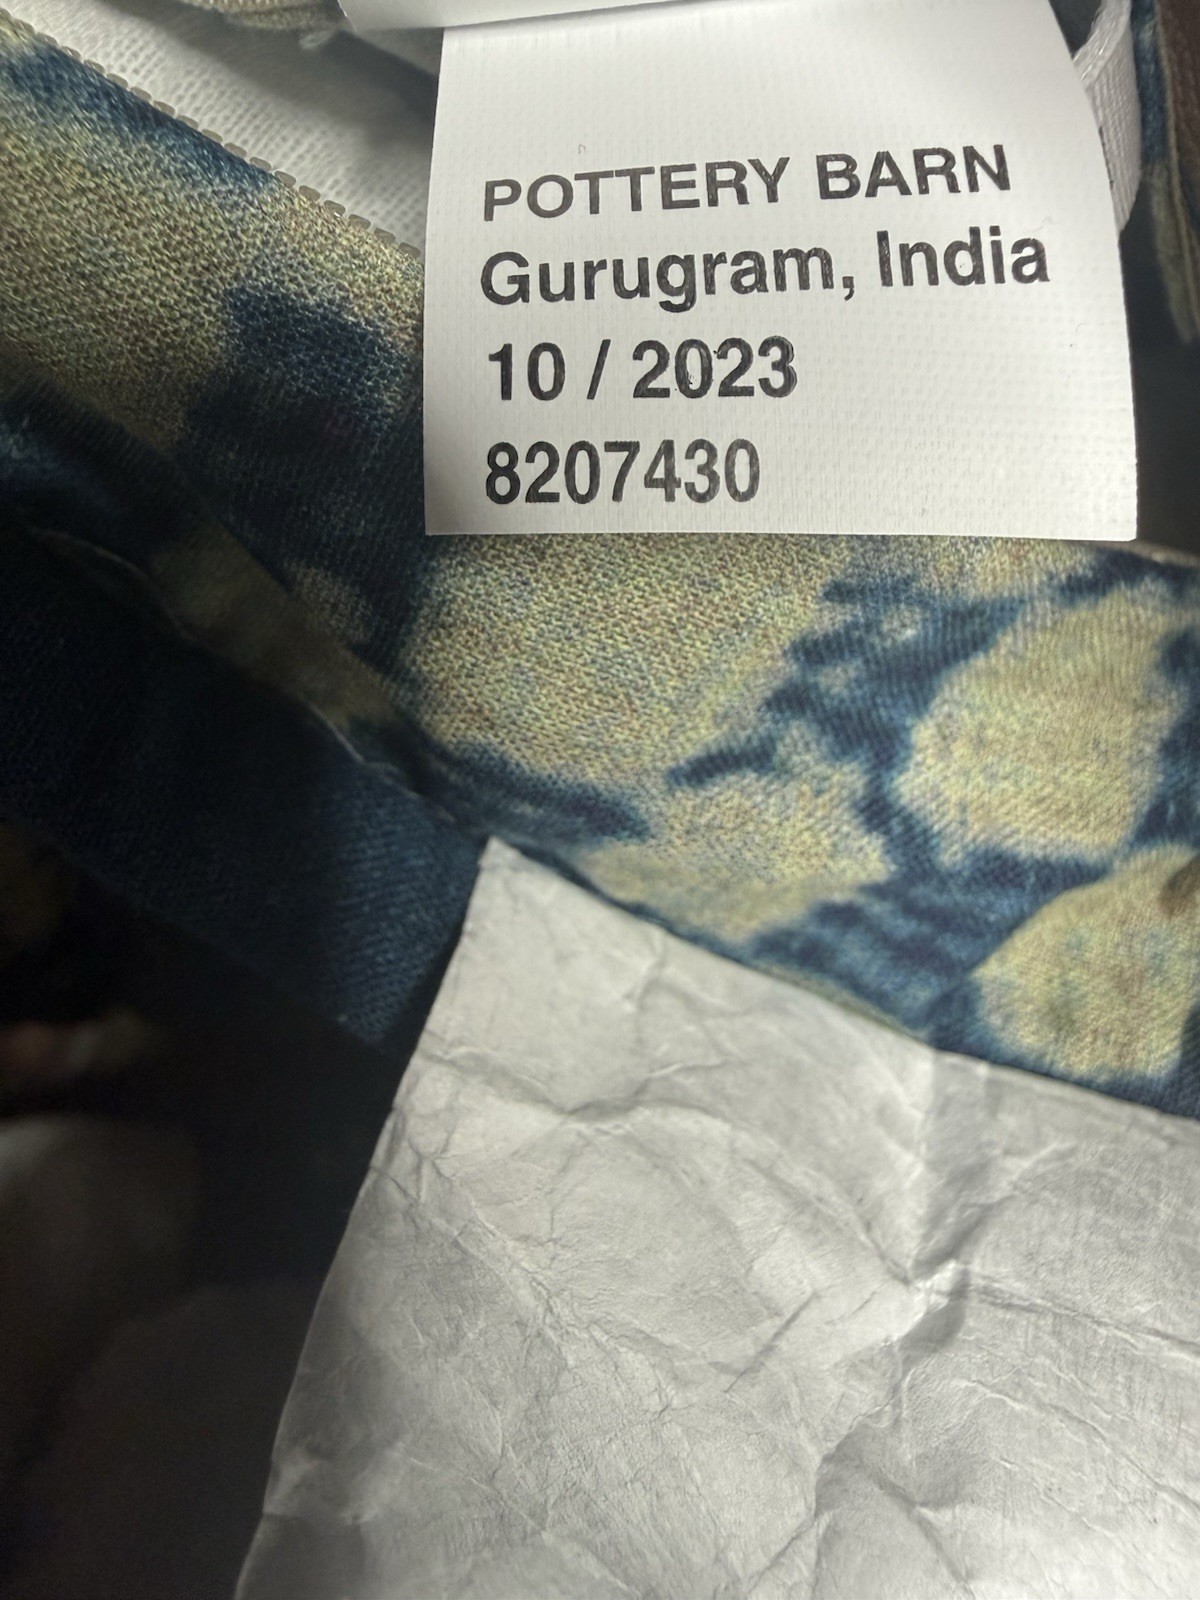 POTTERY BARN
Gurugram, India
10 / 2023
8207430